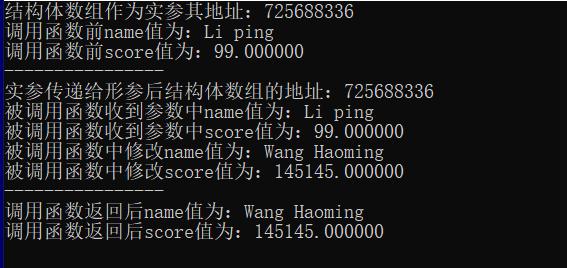 结构体数组作为实参其地址：725688336
调用函数前name值为：Li ping
调用函数前score值为：99.000000
----------------
实参传递给形参后结构体数组的地址：725688336
被调用函数收到参数中name值为：Li ping
被调用函数收到参数中score值为：99.000000
被调用函数中修改name值为：Wang Haoming
被调用函数中修改score值为：145145.000000
----------------
调用函数返回后name值为：Wang Haoming
调用函数返回后score值为：145145.000000